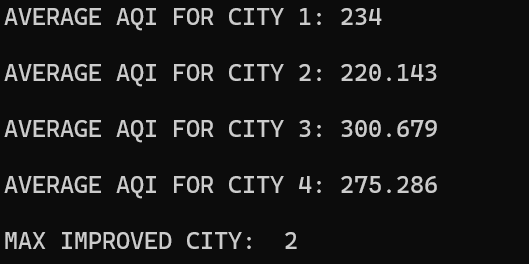 AVERAGE AQI FOR CITY 1: 234
AVERAGE AQI FOR CITY 2: 220.143
AVERAGE AQI FOR CITY 3: 300.679
AVERAGE AQI FOR CITY 4: 275.286
MAX IMPROVED CITY:  2